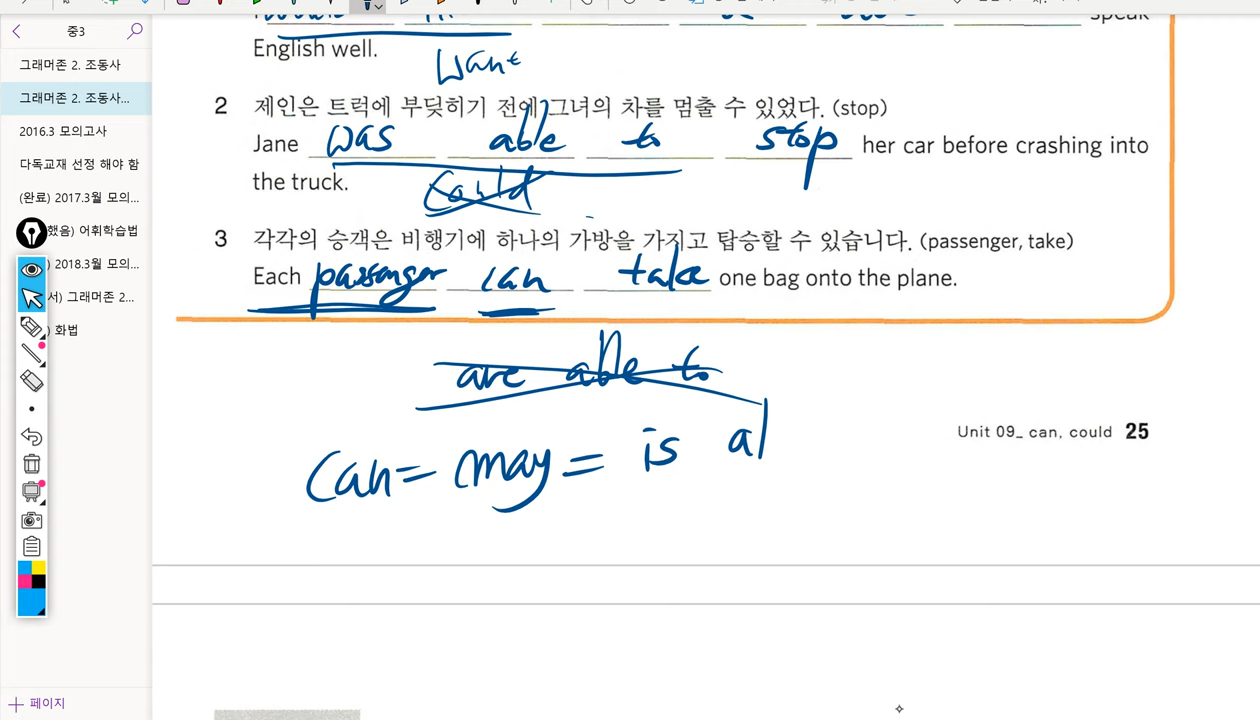 중3
그래머존 2. 조동사
그래머존 2. 조동사...
2016.3 모의고사
다독교재 선정 해야 함
(완료) 2017.3월 모의...
했음) 어휘학습법
) 2018.3월 모의...
서) 그래머존 2...
) 화법
페이지
speak
English well.
want
2 제인은 트럭에 부딪히기 전에 그녀의 차를 멈출 수 있었다. (stop)
Jane was able to stop her car before crashing into
the truck.
could
3 각각의 승객은 비행기에 하나의 가방을 가지고 탑승할 수 있습니다. (passenger, take)
Each passenger can take one bag onto the plane.
are able to
can = may = is al
Unit 09_ can, could 25